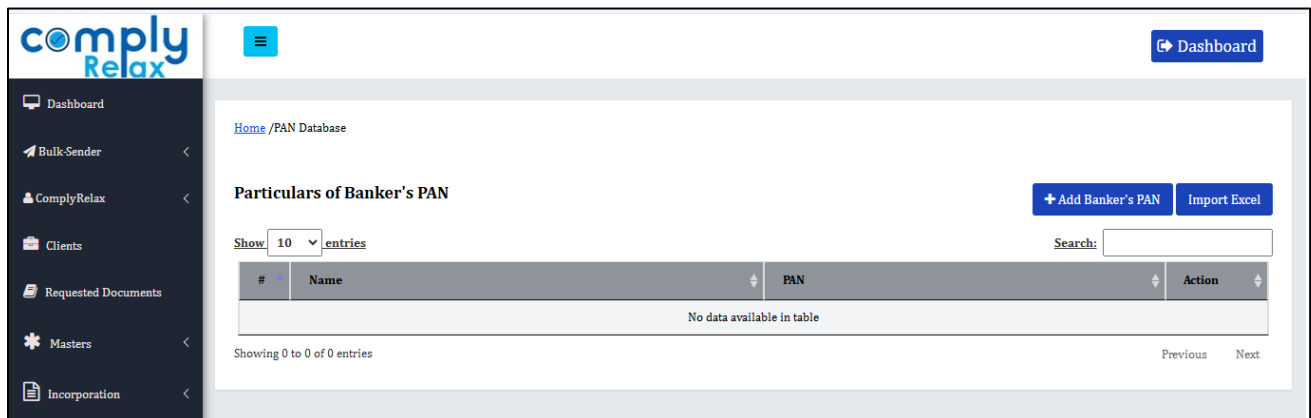 comply
Relax
Dashboard
Dashboard
Bulk-Sender
ComplyRelax
Clients
Requested Documents
Masters
Incorporation
Home /PAN Database
Particulars of Banker's PAN
+ Add Banker's PAN
Import Excel
Show 10 entries
Search:
# Name PAN Action
No data available in table
Showing 0 to 0 of 0 entries
Previous Next